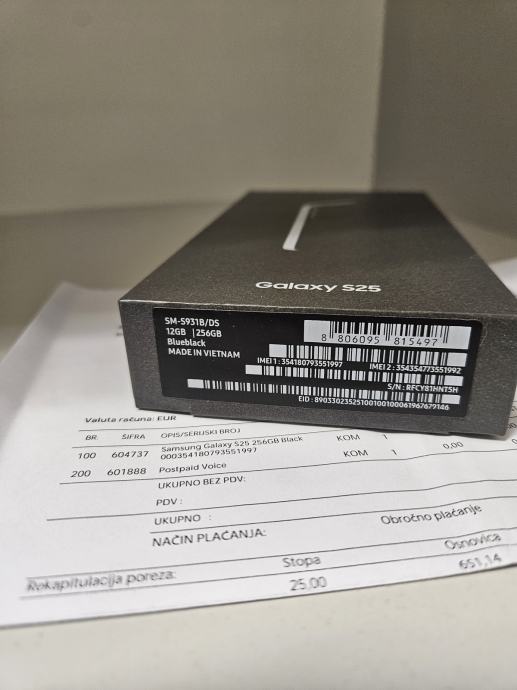 Galaxy S25
SM-S931B/DS
12GB | 256GB
Blueblack
MADE IN VIETNAM
8 806095 815497
IMEI 1 : 354180793551997
IMEI 2 : 354354773551992
S/N : RFCY81HNT5H
EID : 89033023525100100100061967679146
Valuta računa: EUR
BR. ŠIFRA OPIS/SERIJSKI BROJ
100 604737 Samsung Galaxy S25 256GB Black KOM 1
000354180793551997
200 601888 Postpaid Voice KOM 1 0,00
UKUPNO BEZ PDV:
PDV :
UKUPNO :
NAČIN PLAĆANJA: Obročno plaćanje
Rekapitulacija poreza: Stopa Osnovica
25,00 651,14